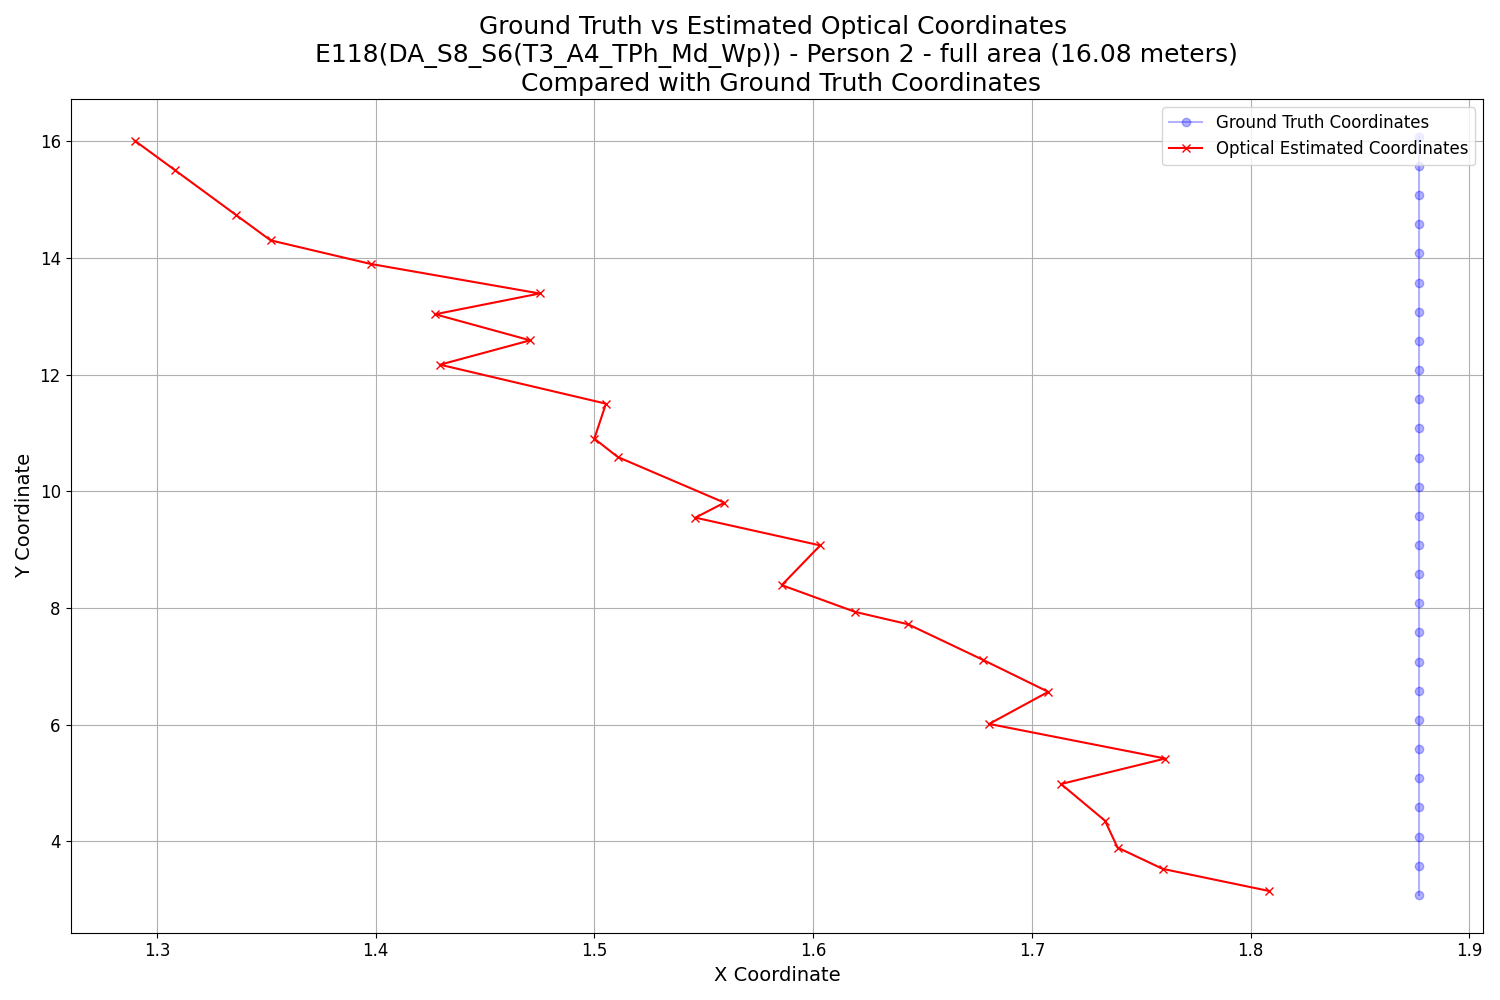 Ground Truth vs Estimated Optical Coordinates
E118(DA_S8_S6(T3_A4_TPh_Md_Wp)) - Person 2 - full area (16.08 meters)
Compared with Ground Truth Coordinates
Ground Truth Coordinates
Optical Estimated Coordinates
Y Coordinate
16
14
12
10
8
6
4
1.3 1.4 1.5 1.6 1.7 1.8 1.9
X Coordinate